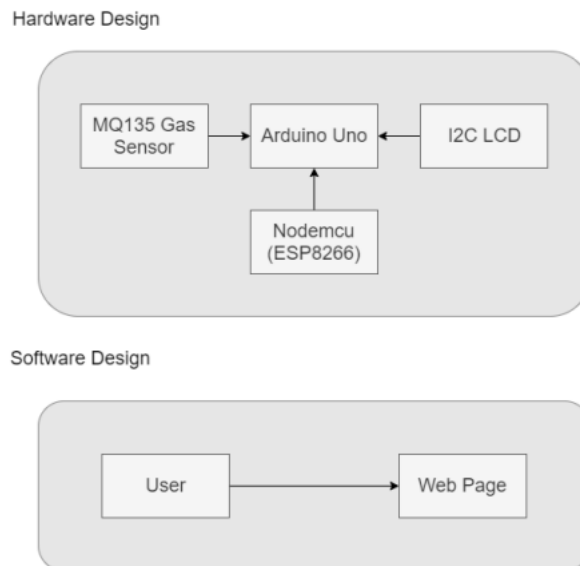 Hardware Design
MQ135 Gas
Sensor
Arduino Uno
I2C LCD
Nodemcu
(ESP8266)
Software Design
User
Web Page